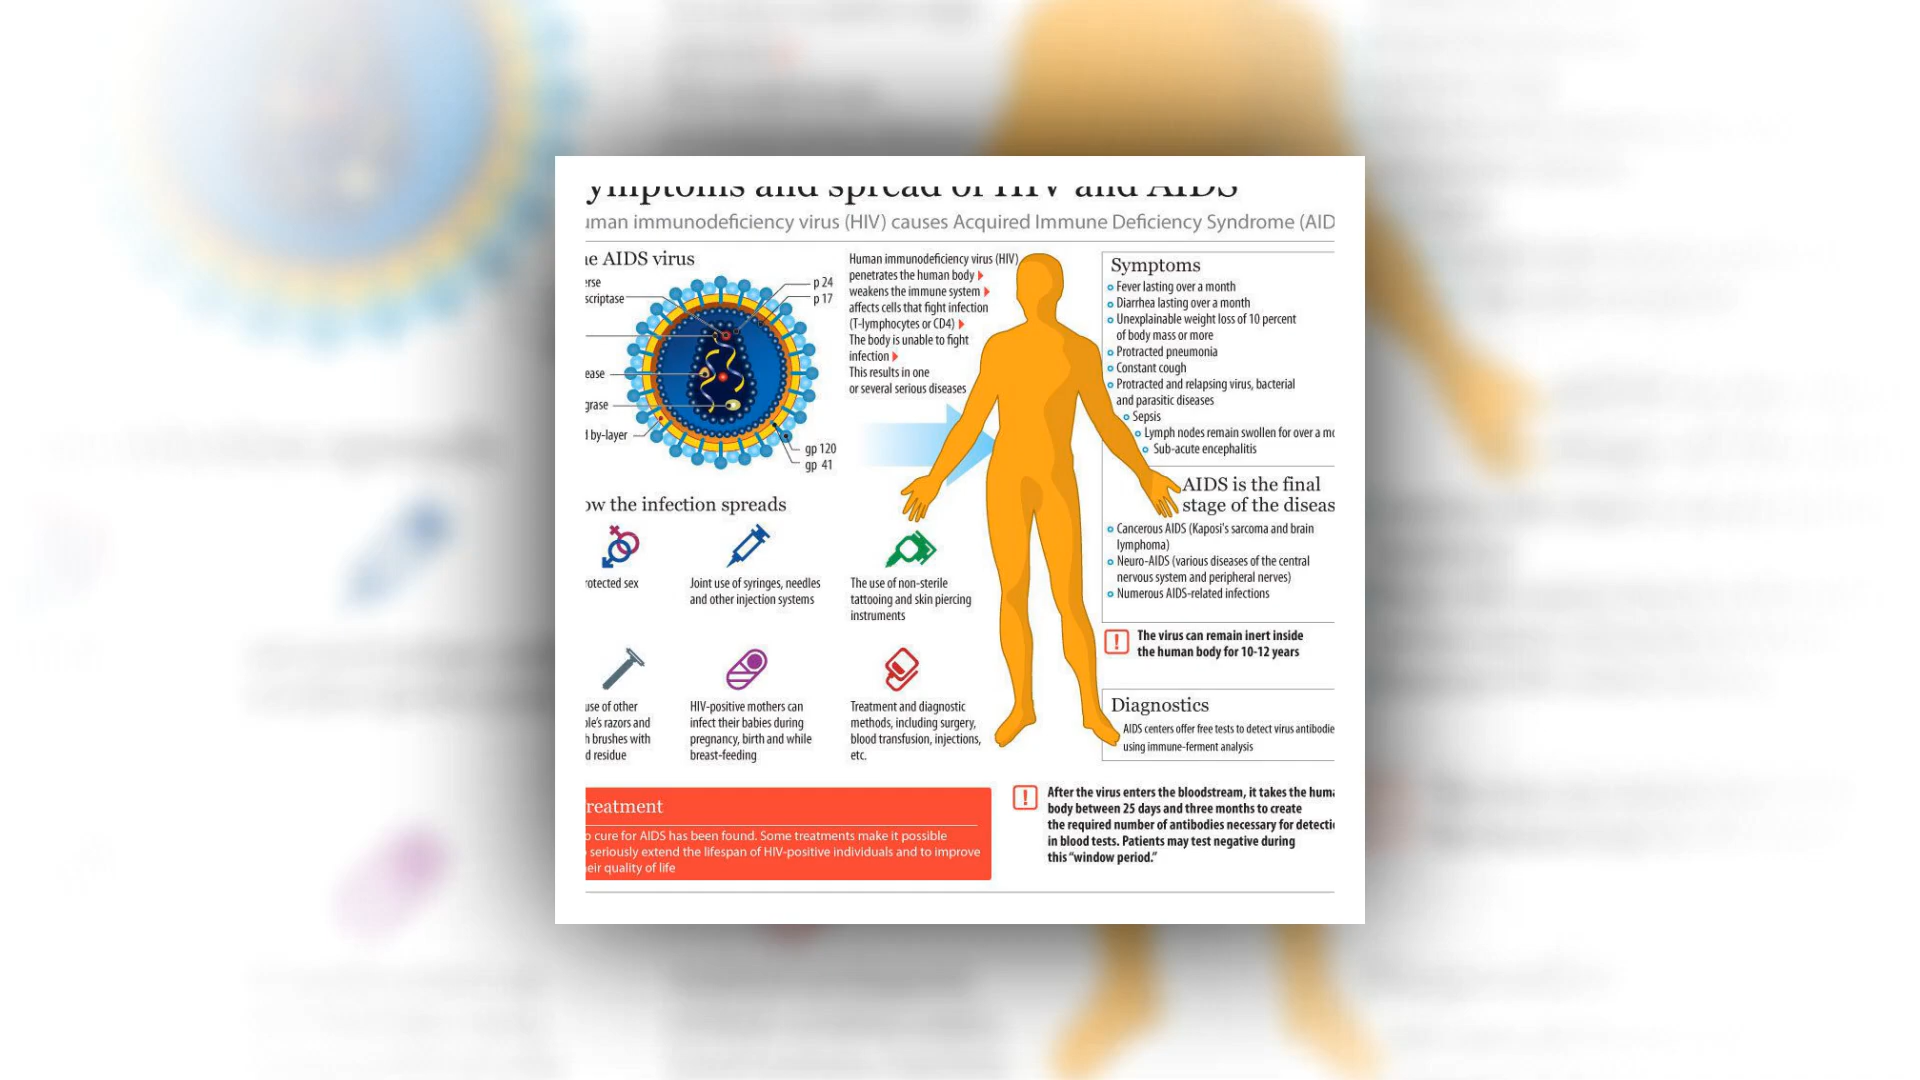 ymptoms and spread of HIV and AIDS
uman immunodeficiency virus (HIV) causes Acquired Immune Deficiency Syndrome (AID
e AIDS virus
rse
scriptase
ease
grase
d by-layer
p 24
p 17
gp 120
gp 41
Human immunodeficiency virus (HIV)
penetrates the human body
weakens the immune system
affects cells that fight infection
(T-lymphocytes or CD4)
The body is unable to fight
infection
This results in one
or several serious diseases
Symptoms
Fever lasting over a month
Diarrhea lasting over a month
Unexplainable weight loss of 10 percent
of body mass or more
Protracted pneumonia
Constant cough
Protracted and relapsing virus, bacterial
and parasitic diseases
Sepsis
Lymph nodes remain swollen for over a mo
Sub-acute encephalitis
AIDS is the final
stage of the diseas
Cancerous AIDS (Kaposi's sarcoma and brain
lymphoma)
Neuro-AIDS (various diseases of the central
nervous system and peripheral nerves)
Numerous AIDS-related infections
The virus can remain inert inside
the human body for 10-12 years
Diagnostics
AIDS centers offer free tests to detect virus antibodie
using immune-ferment analysis
ow the infection spreads
rotected sex
Joint use of syringes, needles
and other injection systems
The use of non-sterile
tattooing and skin piercing
instruments
use of other
le's razors and
h brushes with
d residue
HIV-positive mothers can
infect their babies during
pregnancy, birth and while
breast-feeding
Treatment and diagnostic
methods, including surgery,
blood transfusion, injections,
etc.
reatment
o cure for AIDS has been found. Some treatments make it possible
seriously extend the lifespan of HIV-positive individuals and to improve
eir quality of life
After the virus enters the bloodstream, it takes the huma
body between 25 days and three months to create
the required number of antibodies necessary for detectio
in blood tests. Patients may test negative during
this "window period."